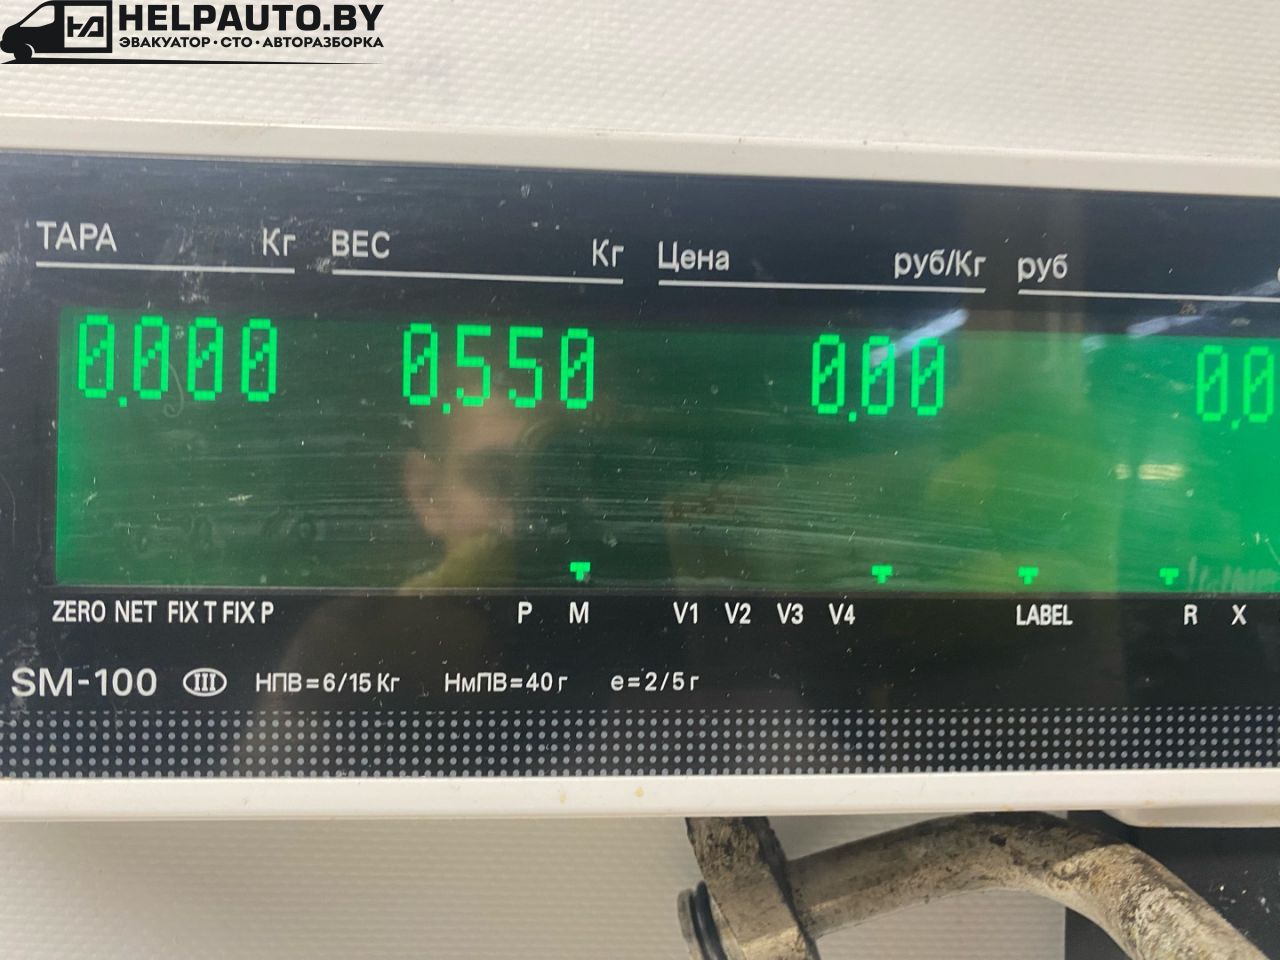 HELPAUTO.BY
ЭВАКУАТОР·СТО·АВТОРАЗБОРКА
ТАРА Кг ВЕС Кг Цена руб/Кг руб
0.000 0.550 0.00 0.0
ZERO NET FIX T FIX P P M V1 V2 V3 V4 LABEL R X
SM-100 III НПВ=6/15 Кг НмПВ=40 г e=2/5 г